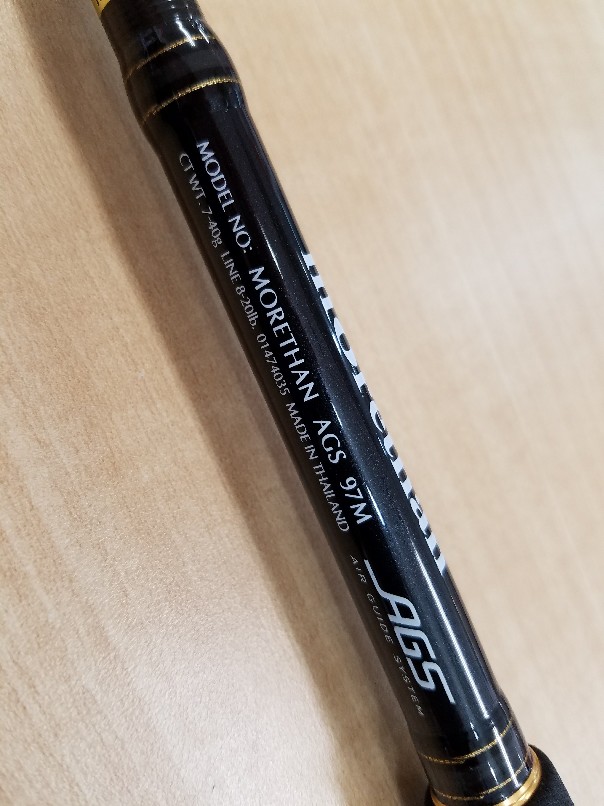 morethan
MODEL NO: MORETHAN AGS 97M
CT WT. 7-40g LINE 8-20lb. 01474035 MADE IN THAILAND
AGS
AIR GUIDE SYSTEM